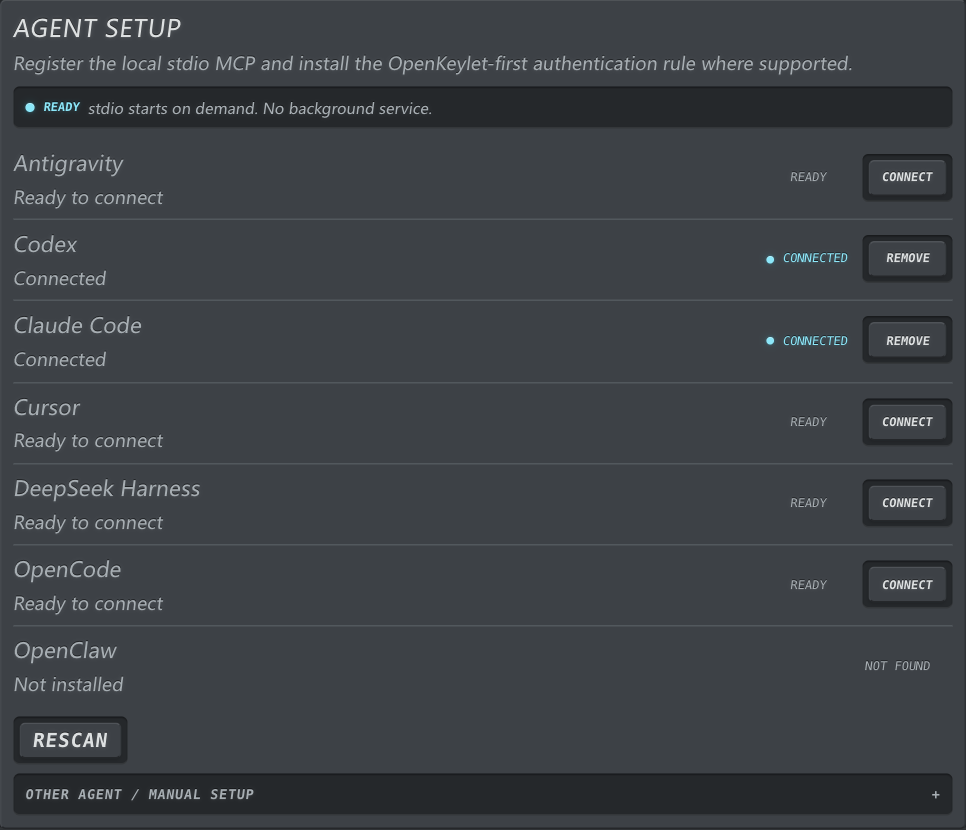 AGENT SETUP
Register the local stdio MCP and install the OpenKeylet-first authentication rule where supported.
READY stdio starts on demand. No background service.
Antigravity
Ready to connect
READY
CONNECT
Codex
Connected
CONNECTED
REMOVE
Claude Code
Connected
CONNECTED
REMOVE
Cursor
Ready to connect
READY
CONNECT
DeepSeek Harness
Ready to connect
READY
CONNECT
OpenCode
Ready to connect
READY
CONNECT
OpenClaw
Not installed
NOT FOUND
RESCAN
OTHER AGENT / MANUAL SETUP +